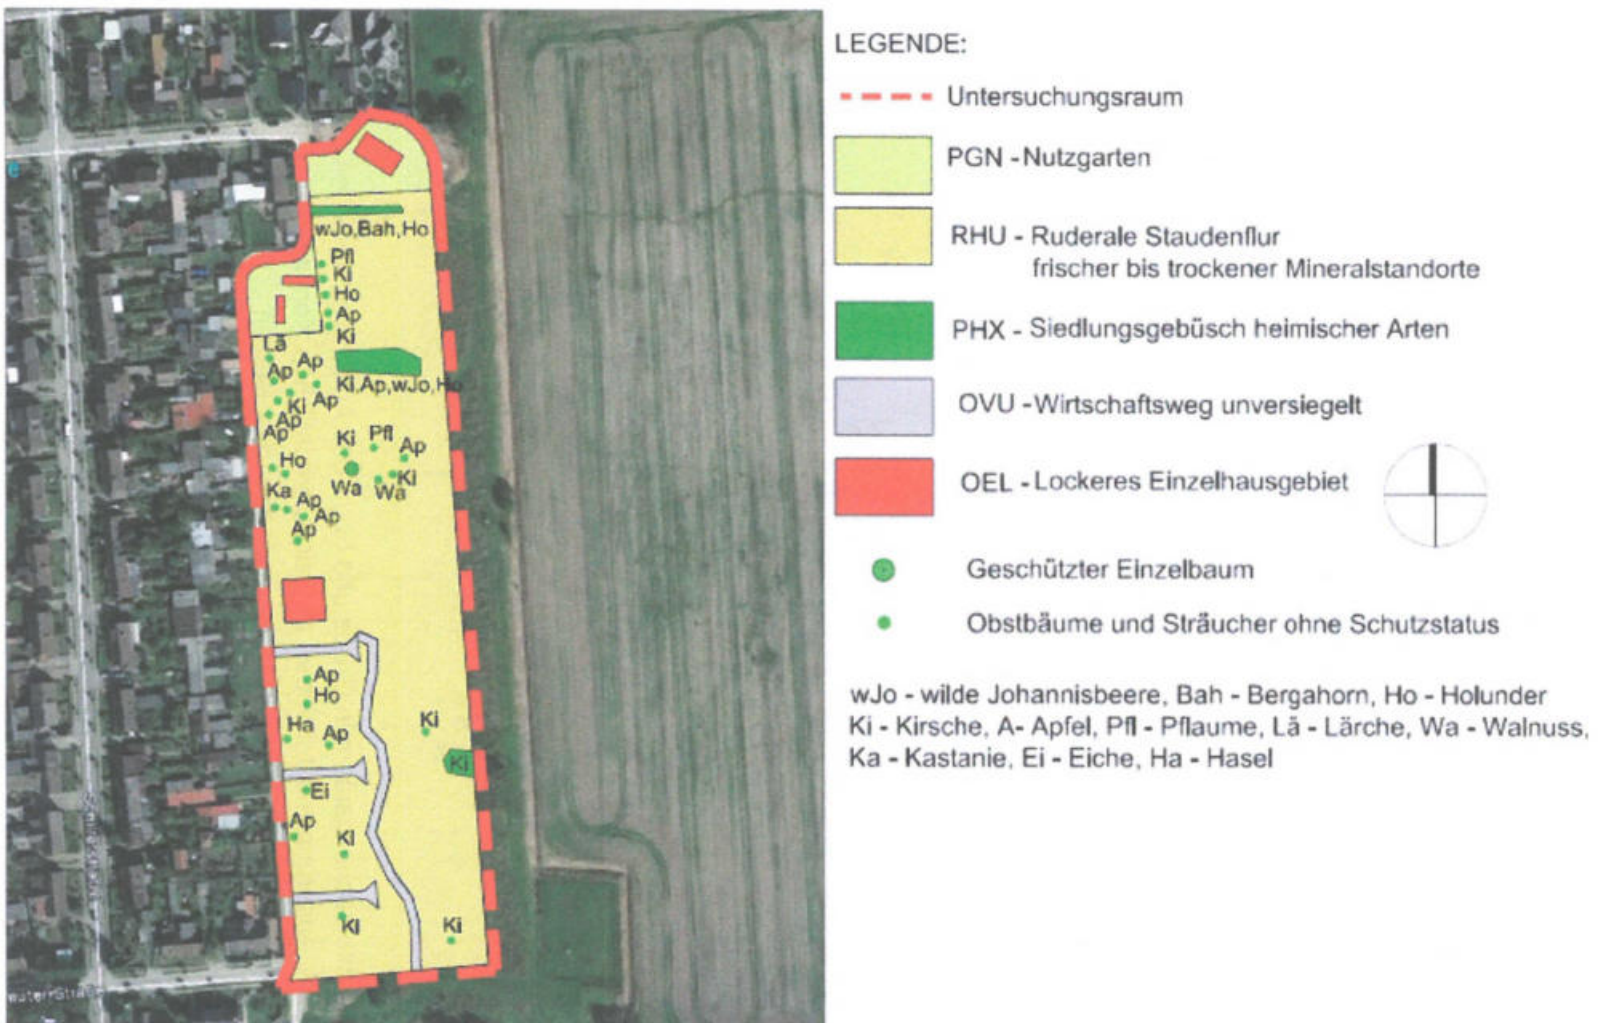 LEGENDE:
Untersuchungsraum
PGN - Nutzgarten
RHU - Ruderale Staudenflur
frischer bis trockener Mineralstandorte
PHX - Siedlungsgebüsch heimischer Arten
OVU - Wirtschaftsweg unversiegelt
OEL - Lockeres Einzelhausgebiet
Geschützter Einzelbaum
Obstbäume und Sträucher ohne Schutzstatus
wJo - wilde Johannisbeere, Bah - Bergahorn, Ho - Holunder
Ki - Kirsche, A- Apfel, Pfl - Pflaume, Lä - Lärche, Wa - Walnuss,
Ka - Kastanie, Ei - Eiche, Ha - Hasel
wJo,Bah,Ho
Pfl
Ki
Ho
Ap
Ki
Lä
Ap
Ap
Ki,Ap,wJo,Ho
Ki
Ap
Ap
Ap
Ki
Pfl
Ap
Ho
Ki
Ka
Wa
Wa
Ap
Ap
Ap
Ap
Ho
Ha
Ap
Ki
Ki
Ei
Ap
Ki
Ki
Ki